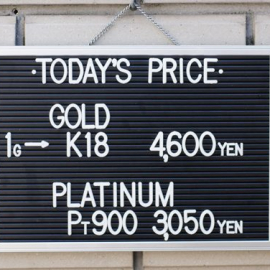 ·TODAY'S PRICE·
GOLD
1G→ K18 4,600 YEN
PLATINUM
PT900 3,050 YEN